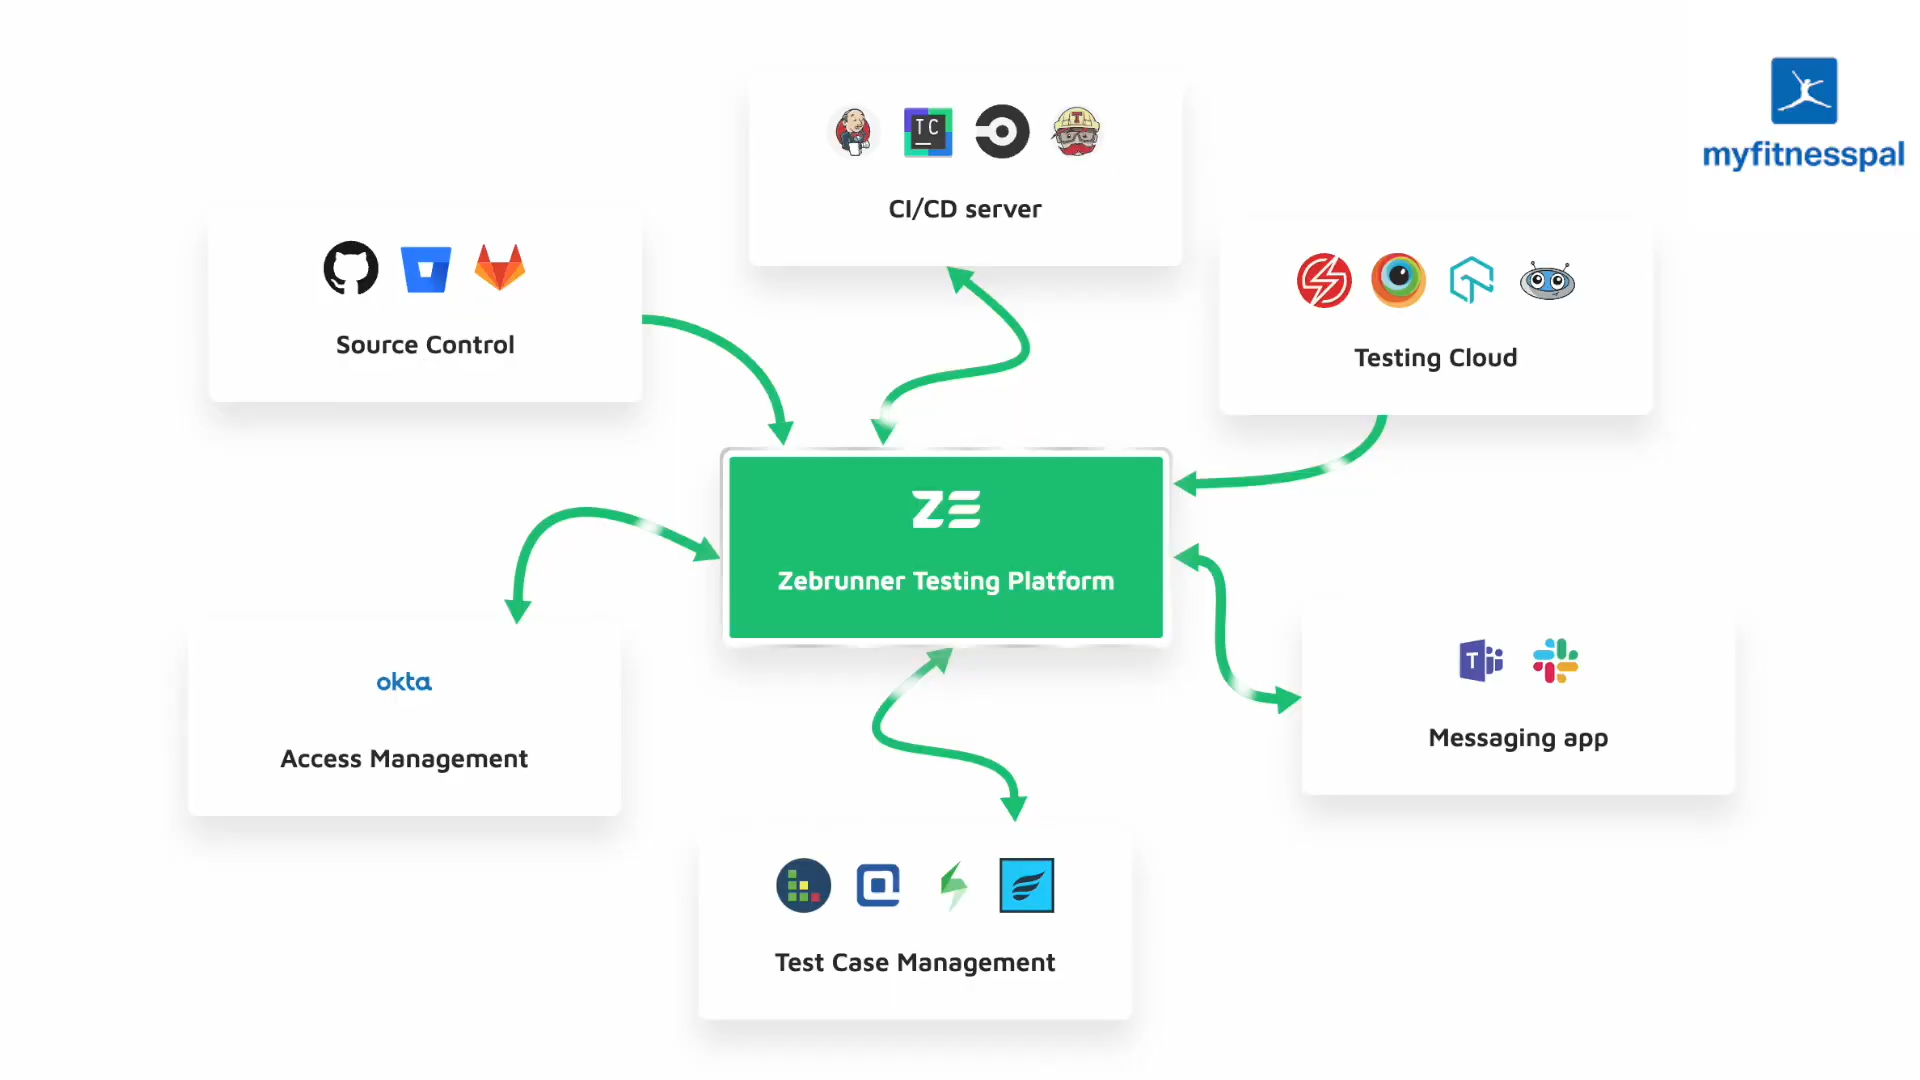 myfitnesspal
TC
CI/CD server
T
Source Control
Testing Cloud
ZE
Zebrunner Testing Platform
okta
Access Management
T
Messaging app
Test Case Management